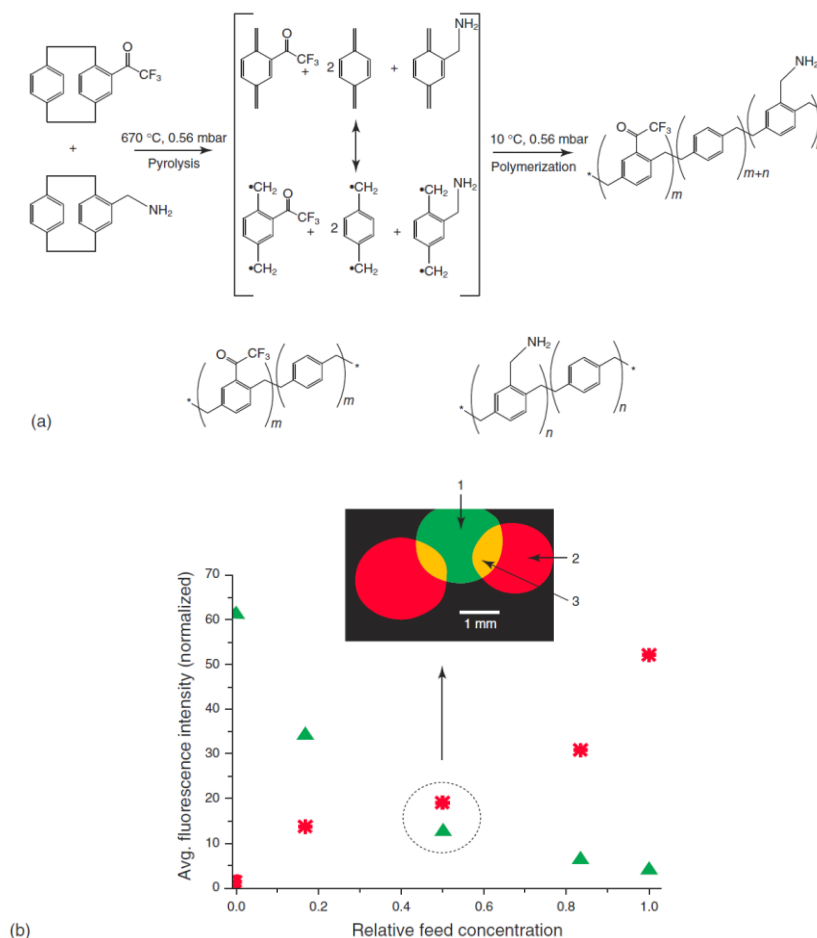 O
CF3
+
NH2
670 °C, 0.56 mbar
Pyrolysis
O
CF3
+ 2 +
NH2
•CH2 O •CH2 •CH2 NH2
CF3
+ 2 +
•CH2 •CH2 •CH2
10 °C, 0.56 mbar
Polymerization
NH2
O CF3
* m m+n
O CF3
* m m *
NH2
* n n *
(a)
1
2
3
1 mm
Avg. fluorescence intensity (normalized)
70
60
50
40
30
20
10
0
0.0 0.2 0.4 0.6 0.8 1.0
Relative feed concentration
(b)